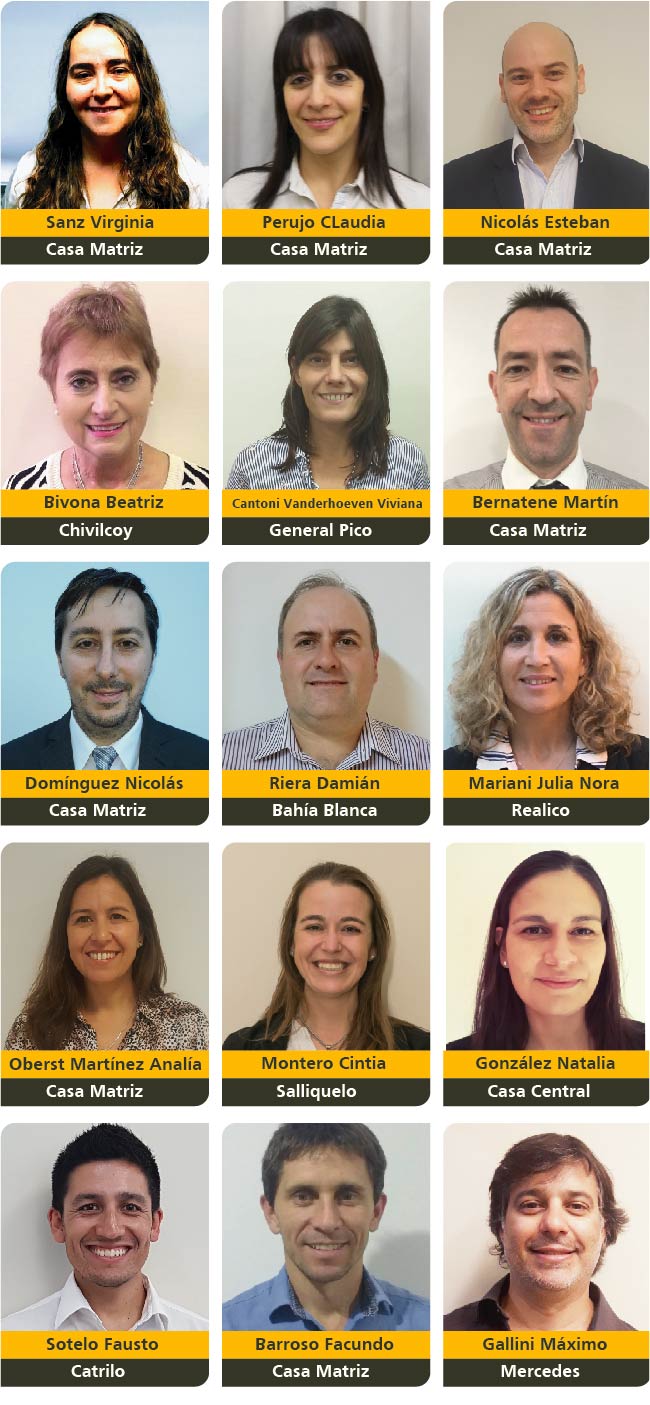 Sanz Virginia
Casa Matriz
Perujo CLaudia
Casa Matriz
Nicolás Esteban
Casa Matriz
Bivona Beatriz
Chivilcoy
Cantoni Vanderhoeven Viviana
General Pico
Bernatene Martín
Casa Matriz
Domínguez Nicolás
Casa Matriz
Riera Damián
Bahía Blanca
Mariani Julia Nora
Realico
Oberst Martínez Analía
Casa Matriz
Montero Cintia
Salliquelo
González Natalia
Casa Central
Sotelo Fausto
Catrilo
Barroso Facundo
Casa Matriz
Gallini Máximo
Mercedes